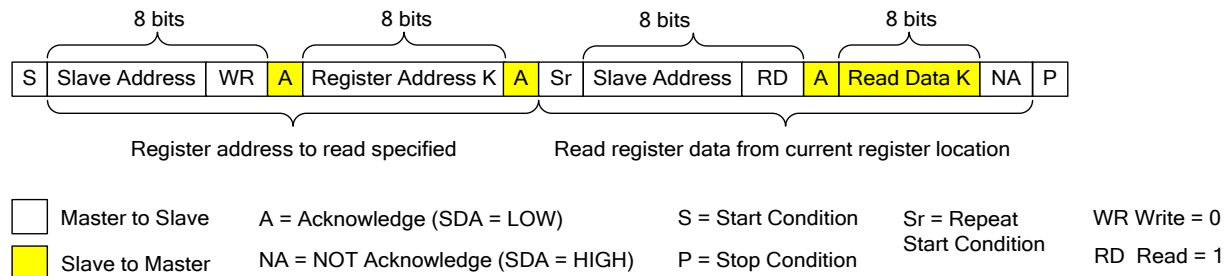 8 bits 8 bits 8 bits 8 bits
S Slave Address WR A Register Address K A Sr Slave Address RD A Read Data K NA P
Register address to read specified Read register data from current register location
Master to Slave A = Acknowledge (SDA = LOW) S = Start Condition Sr = Repeat Start Condition WR Write = 0
Slave to Master NA = NOT Acknowledge (SDA = HIGH) P = Stop Condition RD Read = 1